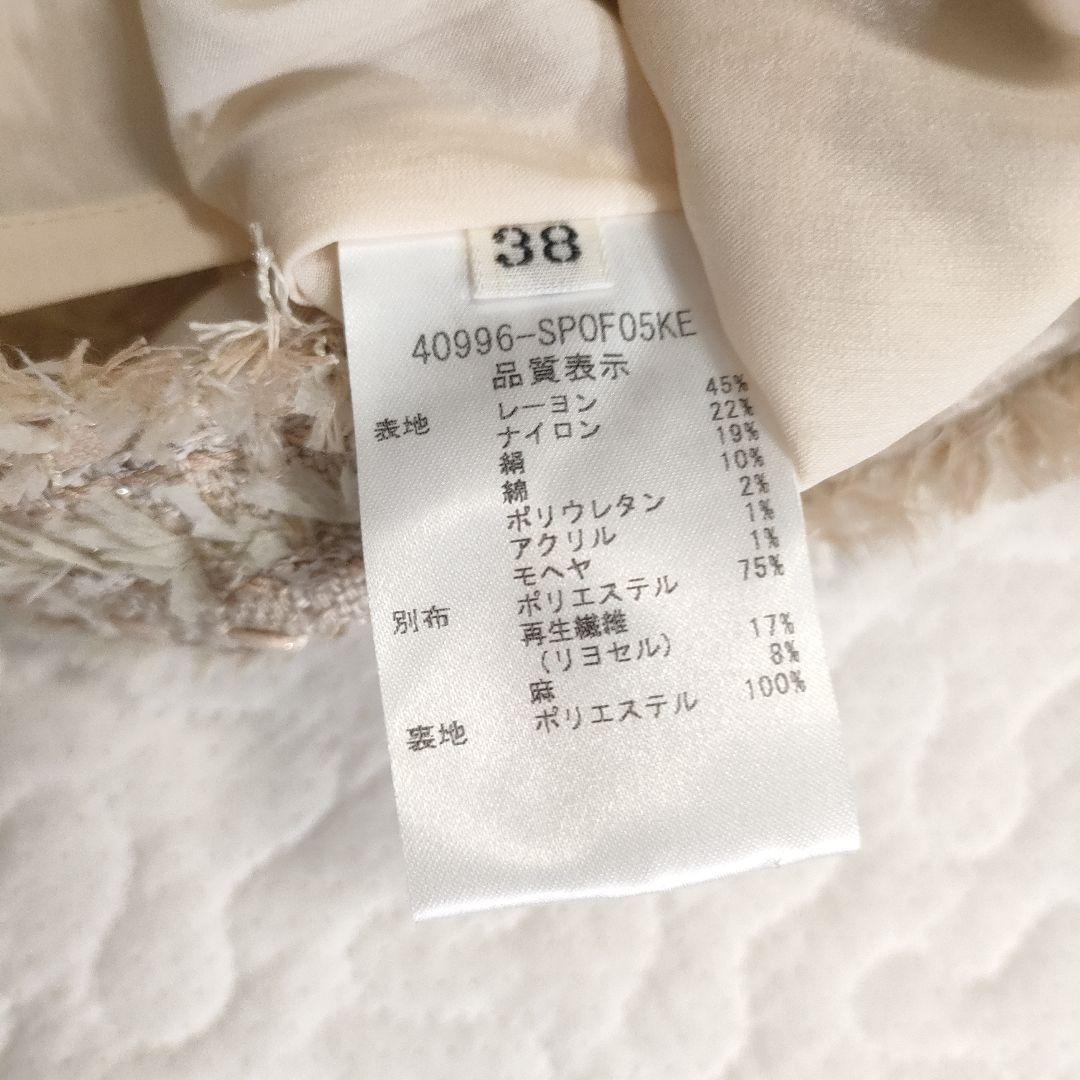 38
40996-SP0F05KE
品質表示
表地 レーヨン 45%
ナイロン 22%
絹 19%
綿 10%
ポリウレタン 2%
アクリル 1%
モヘヤ 1%
別布 ポリエステル 75%
再生繊維
(リヨセル) 17%
麻 8%
裏地 ポリエステル 100%